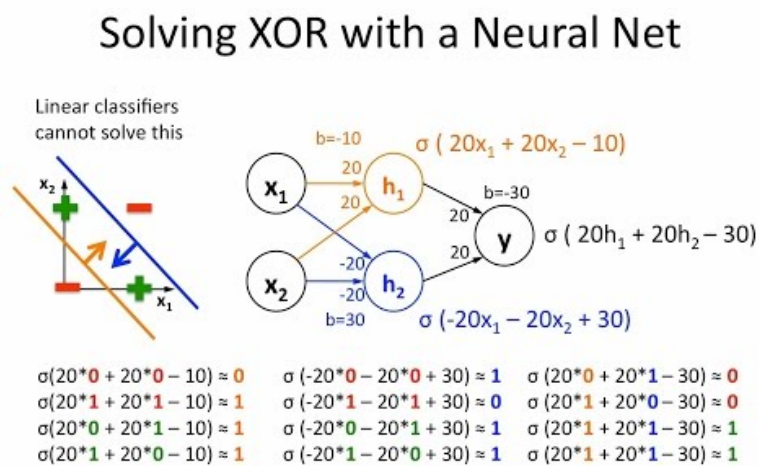 Solving XOR with a Neural Net
Linear classifiers
cannot solve this
x₂
x₁
b=-10
σ ( 20x₁ + 20x₂ – 10)
x₁
20
20
h₁
b=-30
20
20
y
σ ( 20h₁ + 20h₂ – 30)
x₂
-20
-20
h₂
b=30
σ (-20x₁ – 20x₂ + 30)
σ(20*0 + 20*0 – 10) ≈ 0
σ(20*1 + 20*1 – 10) ≈ 1
σ(20*0 + 20*1 – 10) ≈ 1
σ(20*1 + 20*0 – 10) ≈ 1
σ (-20*0 – 20*0 + 30) ≈ 1
σ (-20*1 – 20*1 + 30) ≈ 0
σ (-20*0 – 20*1 + 30) ≈ 1
σ (-20*1 – 20*0 + 30) ≈ 1
σ (20*0 + 20*1 – 30) ≈ 0
σ (20*1 + 20*0 – 30) ≈ 0
σ (20*1 + 20*1 – 30) ≈ 1
σ (20*1 + 20*1 – 30) ≈ 1